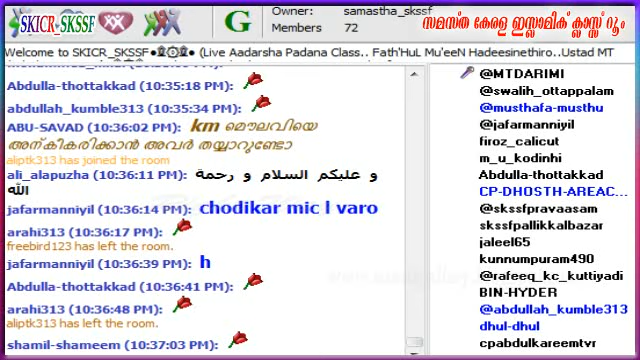 SKICR_SKSSF
G
Owner: samastha_skssf
Members 72
സമസ്ത കേരള ഇസ്ലാമിക് ക്ലാസ്സ് റൂം
Welcome to SKICR_SKSSF (Live Aadarsha Padana Class.. Fath'HuL Mu'eeN Hadeesinethiro..Ustad MT
Abdulla-thottakkad (10:35:18 PM):
abdullah_kumble313 (10:35:34 PM):
ABU-SAVAD (10:36:02 PM): km മൌലവിയെ
അന്കികരിക്കാൻ അവർ തയ്യാറുണ്ടോ
aliptk313 has joined the room
ali_alapuzha (10:36:11 PM): و عليكم السلام و رحمة
الله
jafarmanniyil (10:36:14 PM): chodikar mic l varo
arahi313 (10:36:17 PM):
freebird123 has left the room.
jafarmanniyil (10:36:39 PM): h
Abdulla-thottakkad (10:36:41 PM):
arahi313 (10:36:48 PM):
aliptk313 has left the room.
shamil-shameem (10:37:03 PM):
@MTDARIMI
@swalih_ottappalam
@musthafa-musthu
@jafarmanniyil
firoz_calicut
m_u_kodinhi
Abdulla-thottakkad
CP-DHOSTH-AREAC...
@skssfpravaasam
skssfpallikkalbazar
jaleel65
kunnumpuram490
@rafeeq_kc_kuttiyadi
BIN-HYDER
@abdullah_kumble313
dhul-dhul
cpabdulkareemtvr